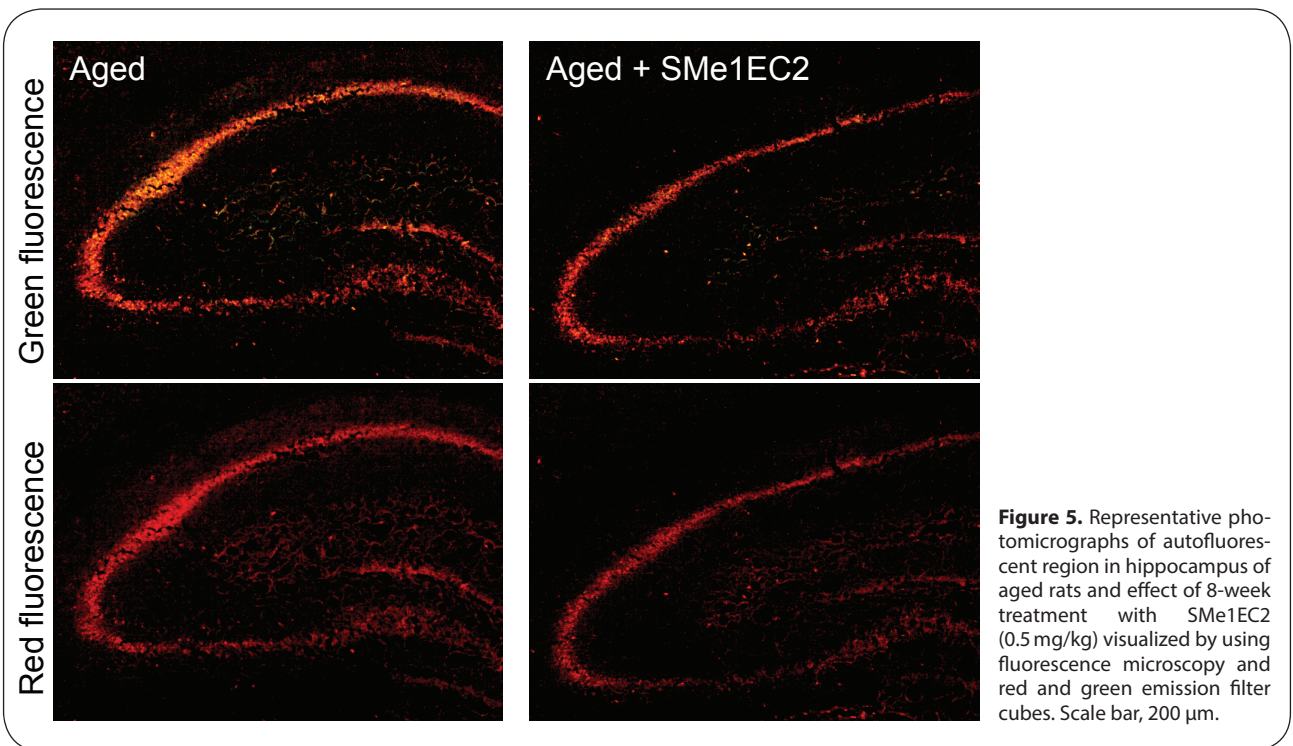 Aged
Aged + SMe1EC2
Green fluorescence
Red fluorescence
Figure 5. Representative pho-
tomicrographs of autofluores-
cent region in hippocampus of
aged rats and effect of 8-week
treatment with SMe1EC2
(0.5 mg/kg) visualized by using
fluorescence microscopy and
red and green emission filter
cubes. Scale bar, 200 μm.